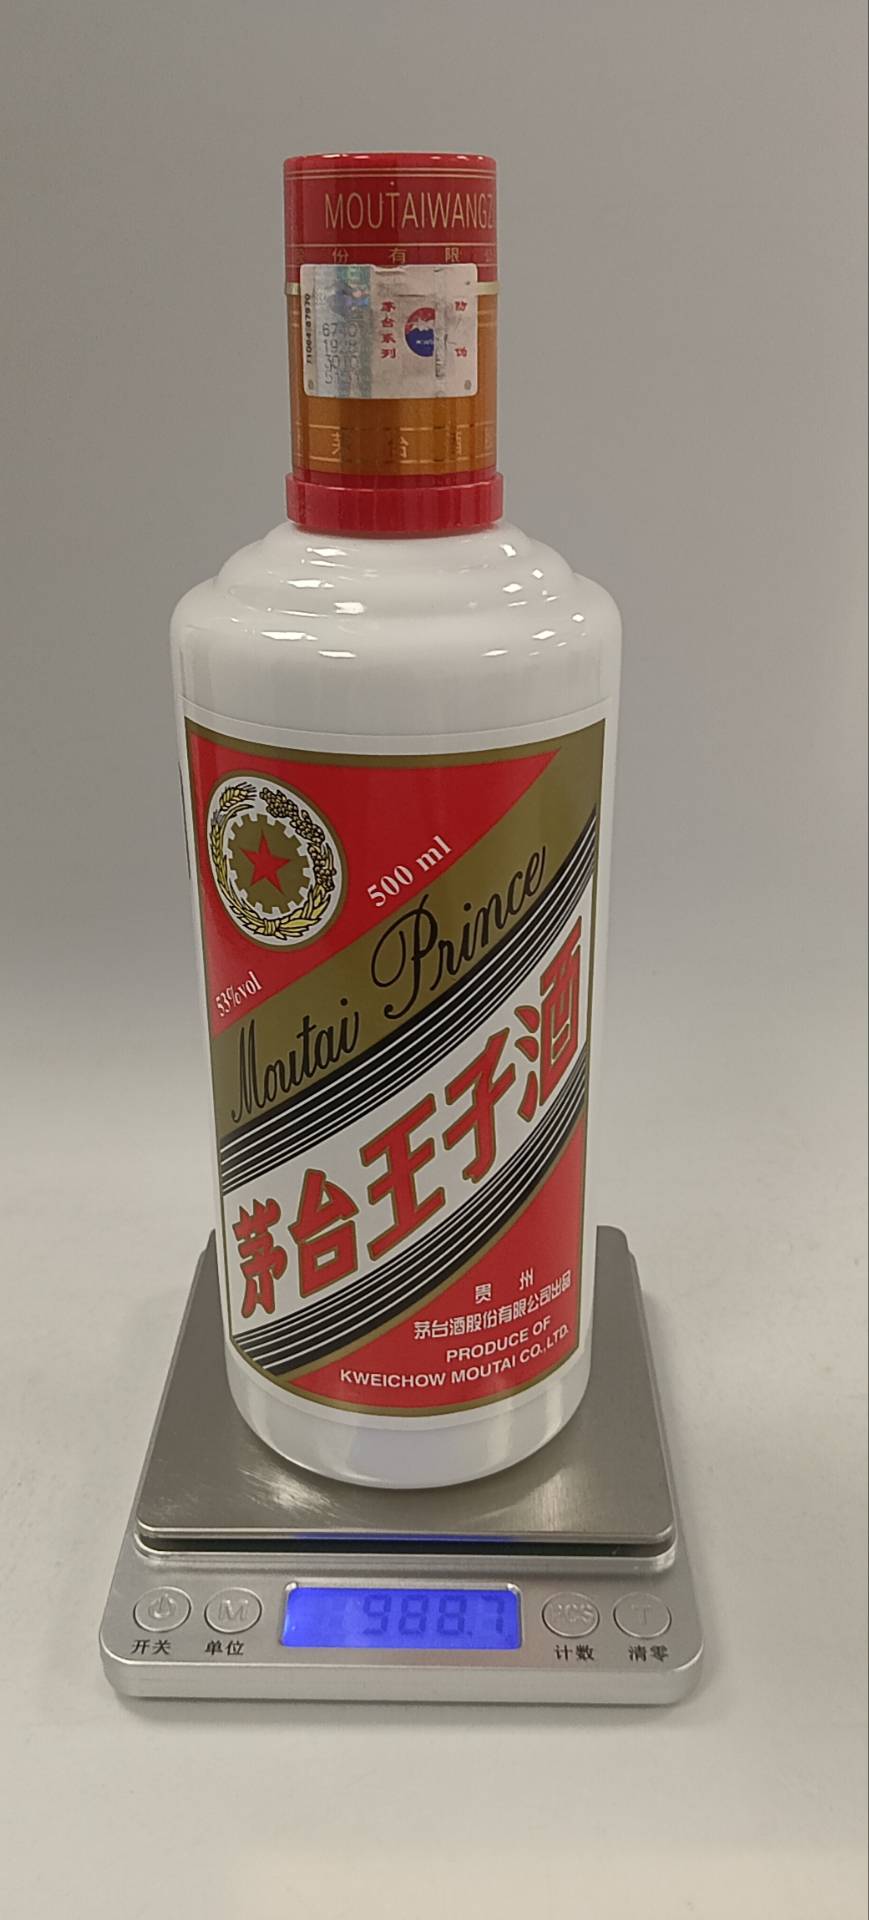 MOUTAIWANGZ
份有限公
防伪
茅台系列
500 ml
53%vol
Moutai Prince
茅台王子酒
贵州
茅台酒股份有限公司出品
PRODUCE OF
KWEICHOW MOUTAI CO.,LTD.
988.7
M
PCS
T
开关
单位
计数
清零